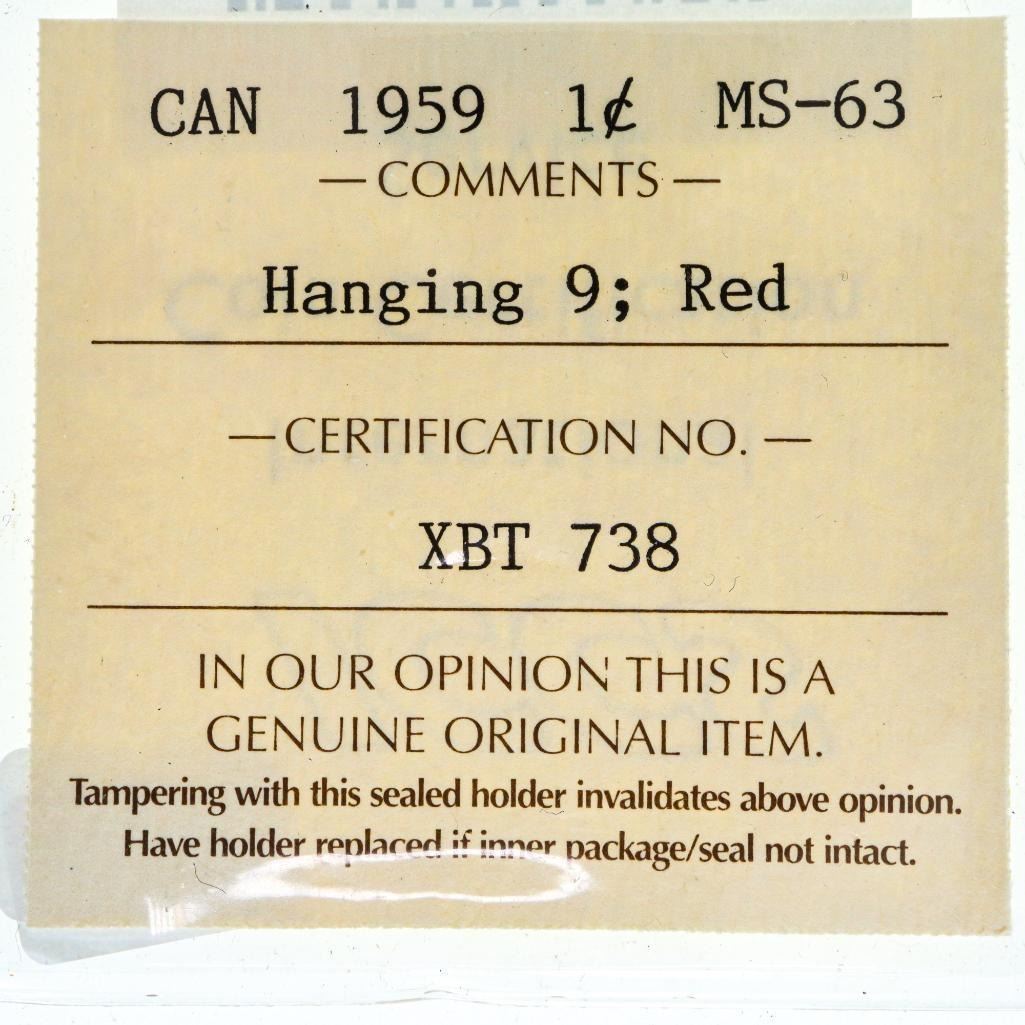 CAN 1959 1¢ MS-63
— COMMENTS —
Hanging 9; Red
— CERTIFICATION NO. —
XBT 738
IN OUR OPINION THIS IS A
GENUINE ORIGINAL ITEM.
Tampering with this sealed holder invalidates above opinion.
Have holder replaced if inner package/seal not intact.